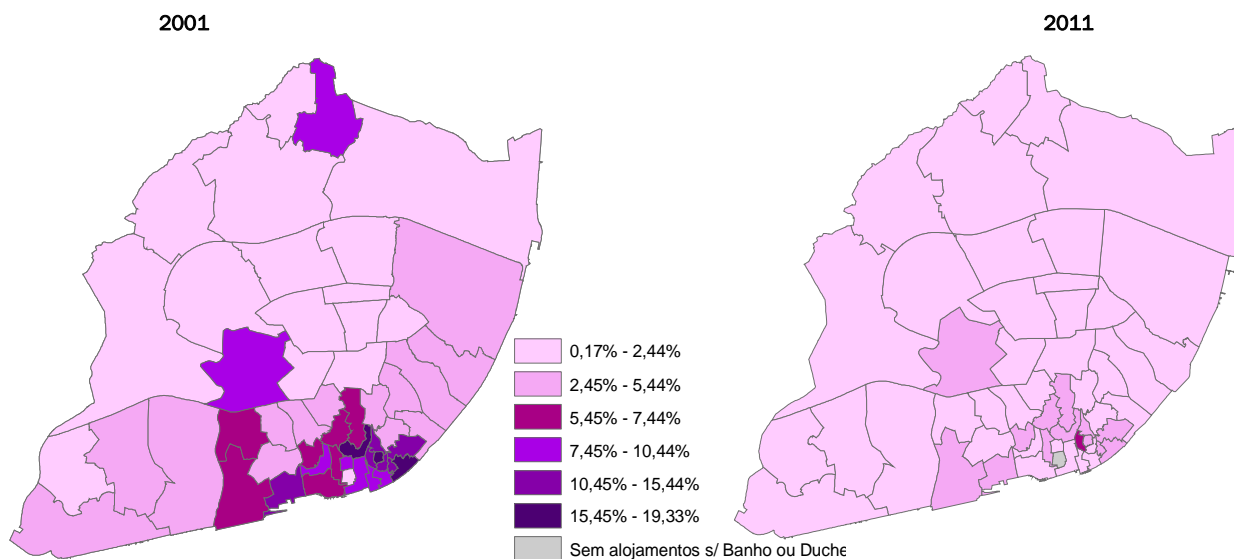 2001
2011
0,17% - 2,44%
2,45% - 5,44%
5,45% - 7,44%
7,45% - 10,44%
10,45% - 15,44%
15,45% - 19,33%
Sem alojamentos s/ Banho ou Duche